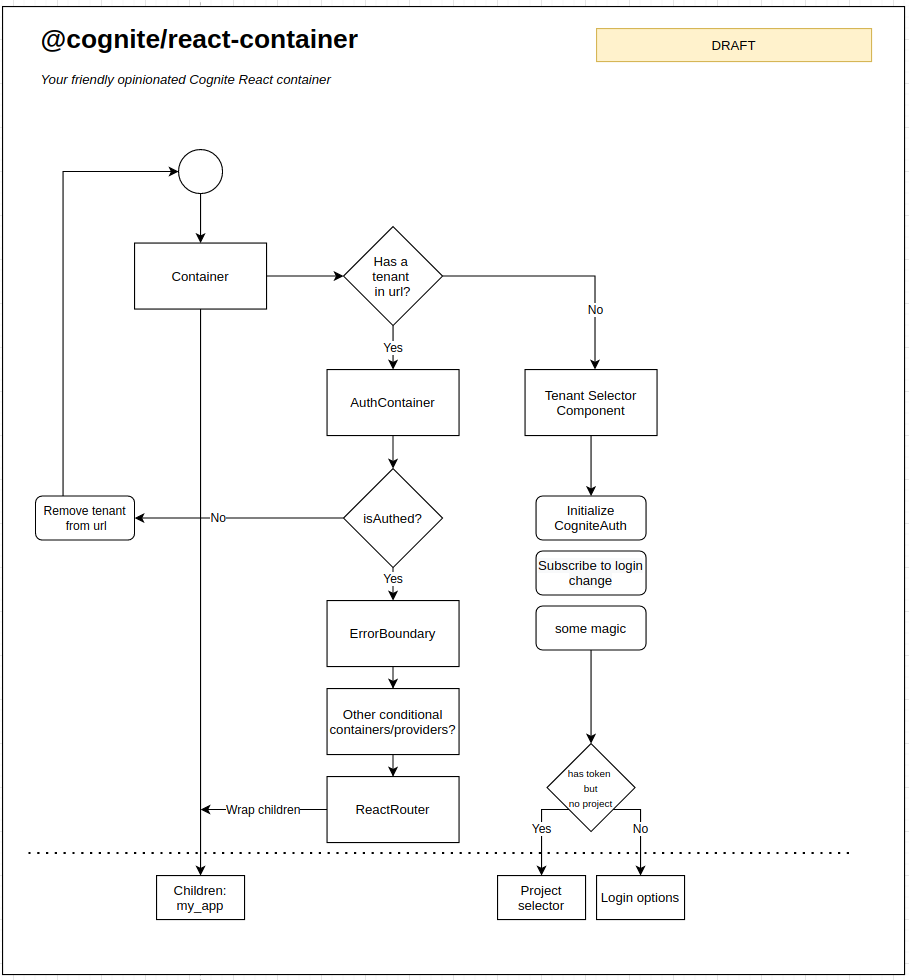 @cognite/react-container
DRAFT
Your friendly opinionated Cognite React container
Has a
tenant
in url?
Container
No
Yes
AuthContainer
Tenant Selector
Component
Remove tenant
from url
No
isAuthed?
Initialize
CogniteAuth
Subscribe to login
change
Yes
some magic
ErrorBoundary
Other conditional
containers/providers?
has token
but
no project
Wrap children
ReactRouter
Yes
No
Children:
my_app
Project
selector
Login options